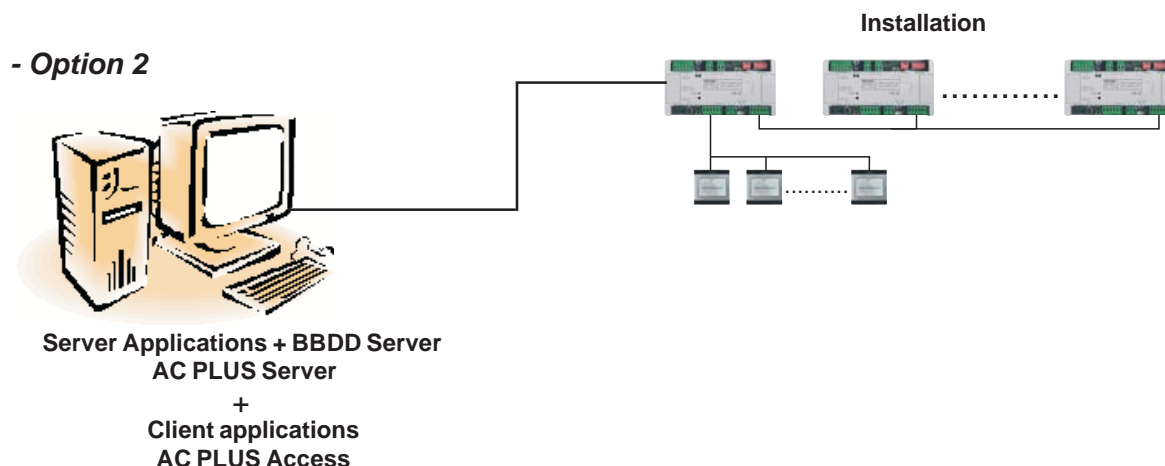 Installation
- Option 2
Server Applications + BBDD Server
AC PLUS Server
+
Client applications
AC PLUS Access